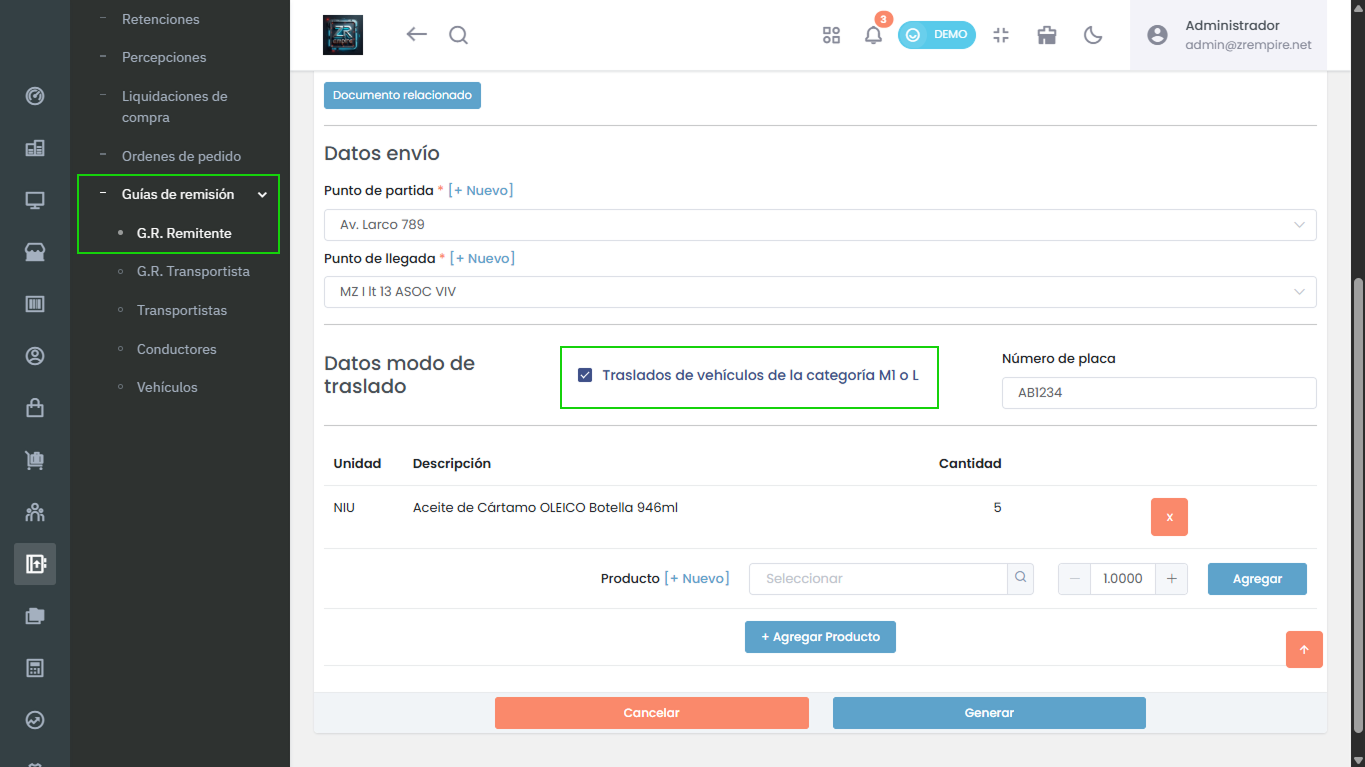 Retenciones
Percepciones
Liquidaciones de
compra
Ordenes de pedido
Guías de remisión
G.R. Remitente
G.R. Transportista
Transportistas
Conductores
Vehículos
ZR
empire
3
DEMO
Administrador
admin@zrempire.net
Documento relacionado
Datos envío
Punto de partida * [+ Nuevo]
Av. Larco 789
Punto de llegada * [+ Nuevo]
MZ I lt 13 ASOC VIV
Datos modo de
traslado
Traslados de vehículos de la categoría M1 o L
Número de placa
AB1234
Unidad Descripción Cantidad
NIU Aceite de Cártamo OLEICO Botella 946ml 5 x
Producto [+ Nuevo] Seleccionar − 1.0000 + Agregar
+ Agregar Producto
Cancelar Generar